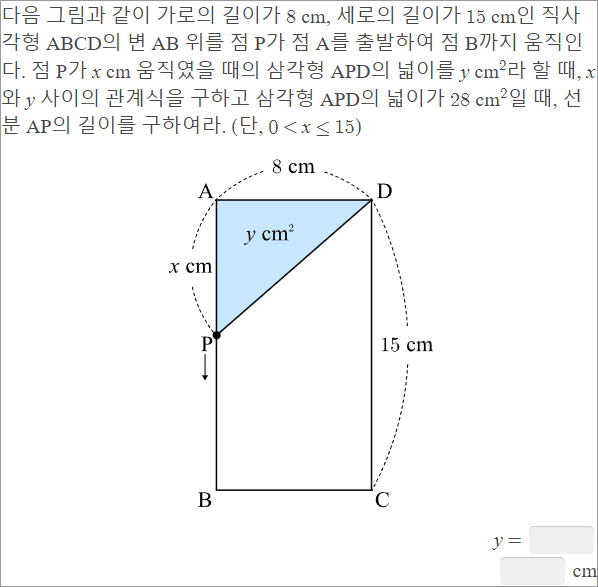 다음 그림과 같이 가로의 길이가 8 cm, 세로의 길이가 15 cm인 직사
각형 ABCD의 변 AB 위를 점 P가 점 A를 출발하여 점 B까지 움직인
다. 점 P가 x cm 움직였을 때의 삼각형 APD의 넓이를 y cm²라 할 때, x
와 y 사이의 관계식을 구하고 삼각형 APD의 넓이가 28 cm²일 때, 선
분 AP의 길이를 구하여라. (단, 0 < x ≤ 15)
8 cm
A
D
y cm²
x cm
P
15 cm
B
C
y =
cm